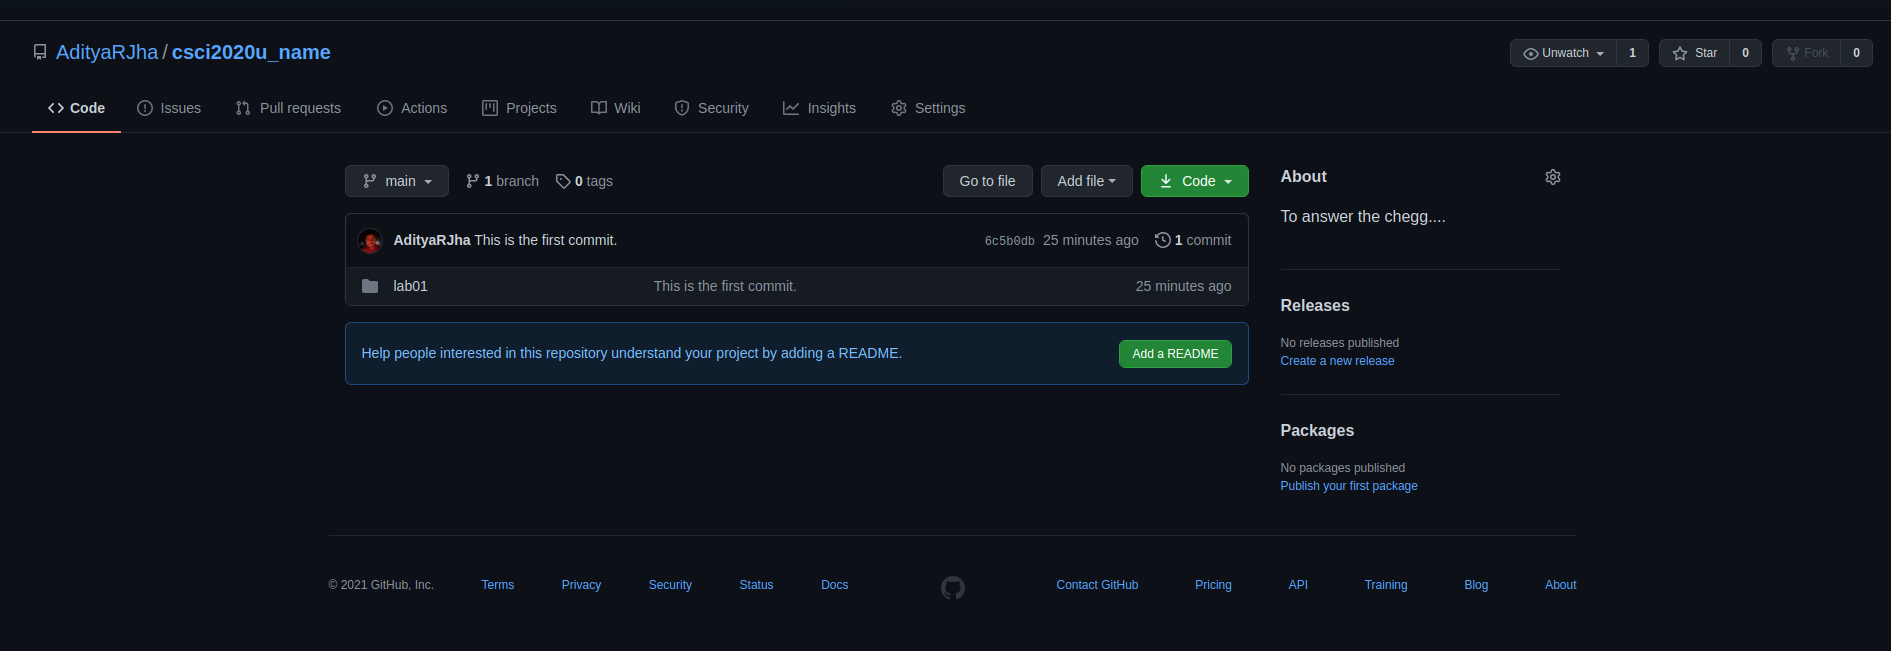 AdityaRJha / csci2020u_name
Unwatch 1 Star 0 Fork 0
Code Issues Pull requests Actions Projects Wiki Security Insights Settings
main 1 branch 0 tags Go to file Add file Code
AdityaRJha This is the first commit. 6c5b0db 25 minutes ago 1 commit
lab01 This is the first commit. 25 minutes ago
Help people interested in this repository understand your project by adding a README. Add a README
About
To answer the chegg....
Releases
No releases published
Create a new release
Packages
No packages published
Publish your first package
© 2021 GitHub, Inc. Terms Privacy Security Status Docs Contact GitHub Pricing API Training Blog About